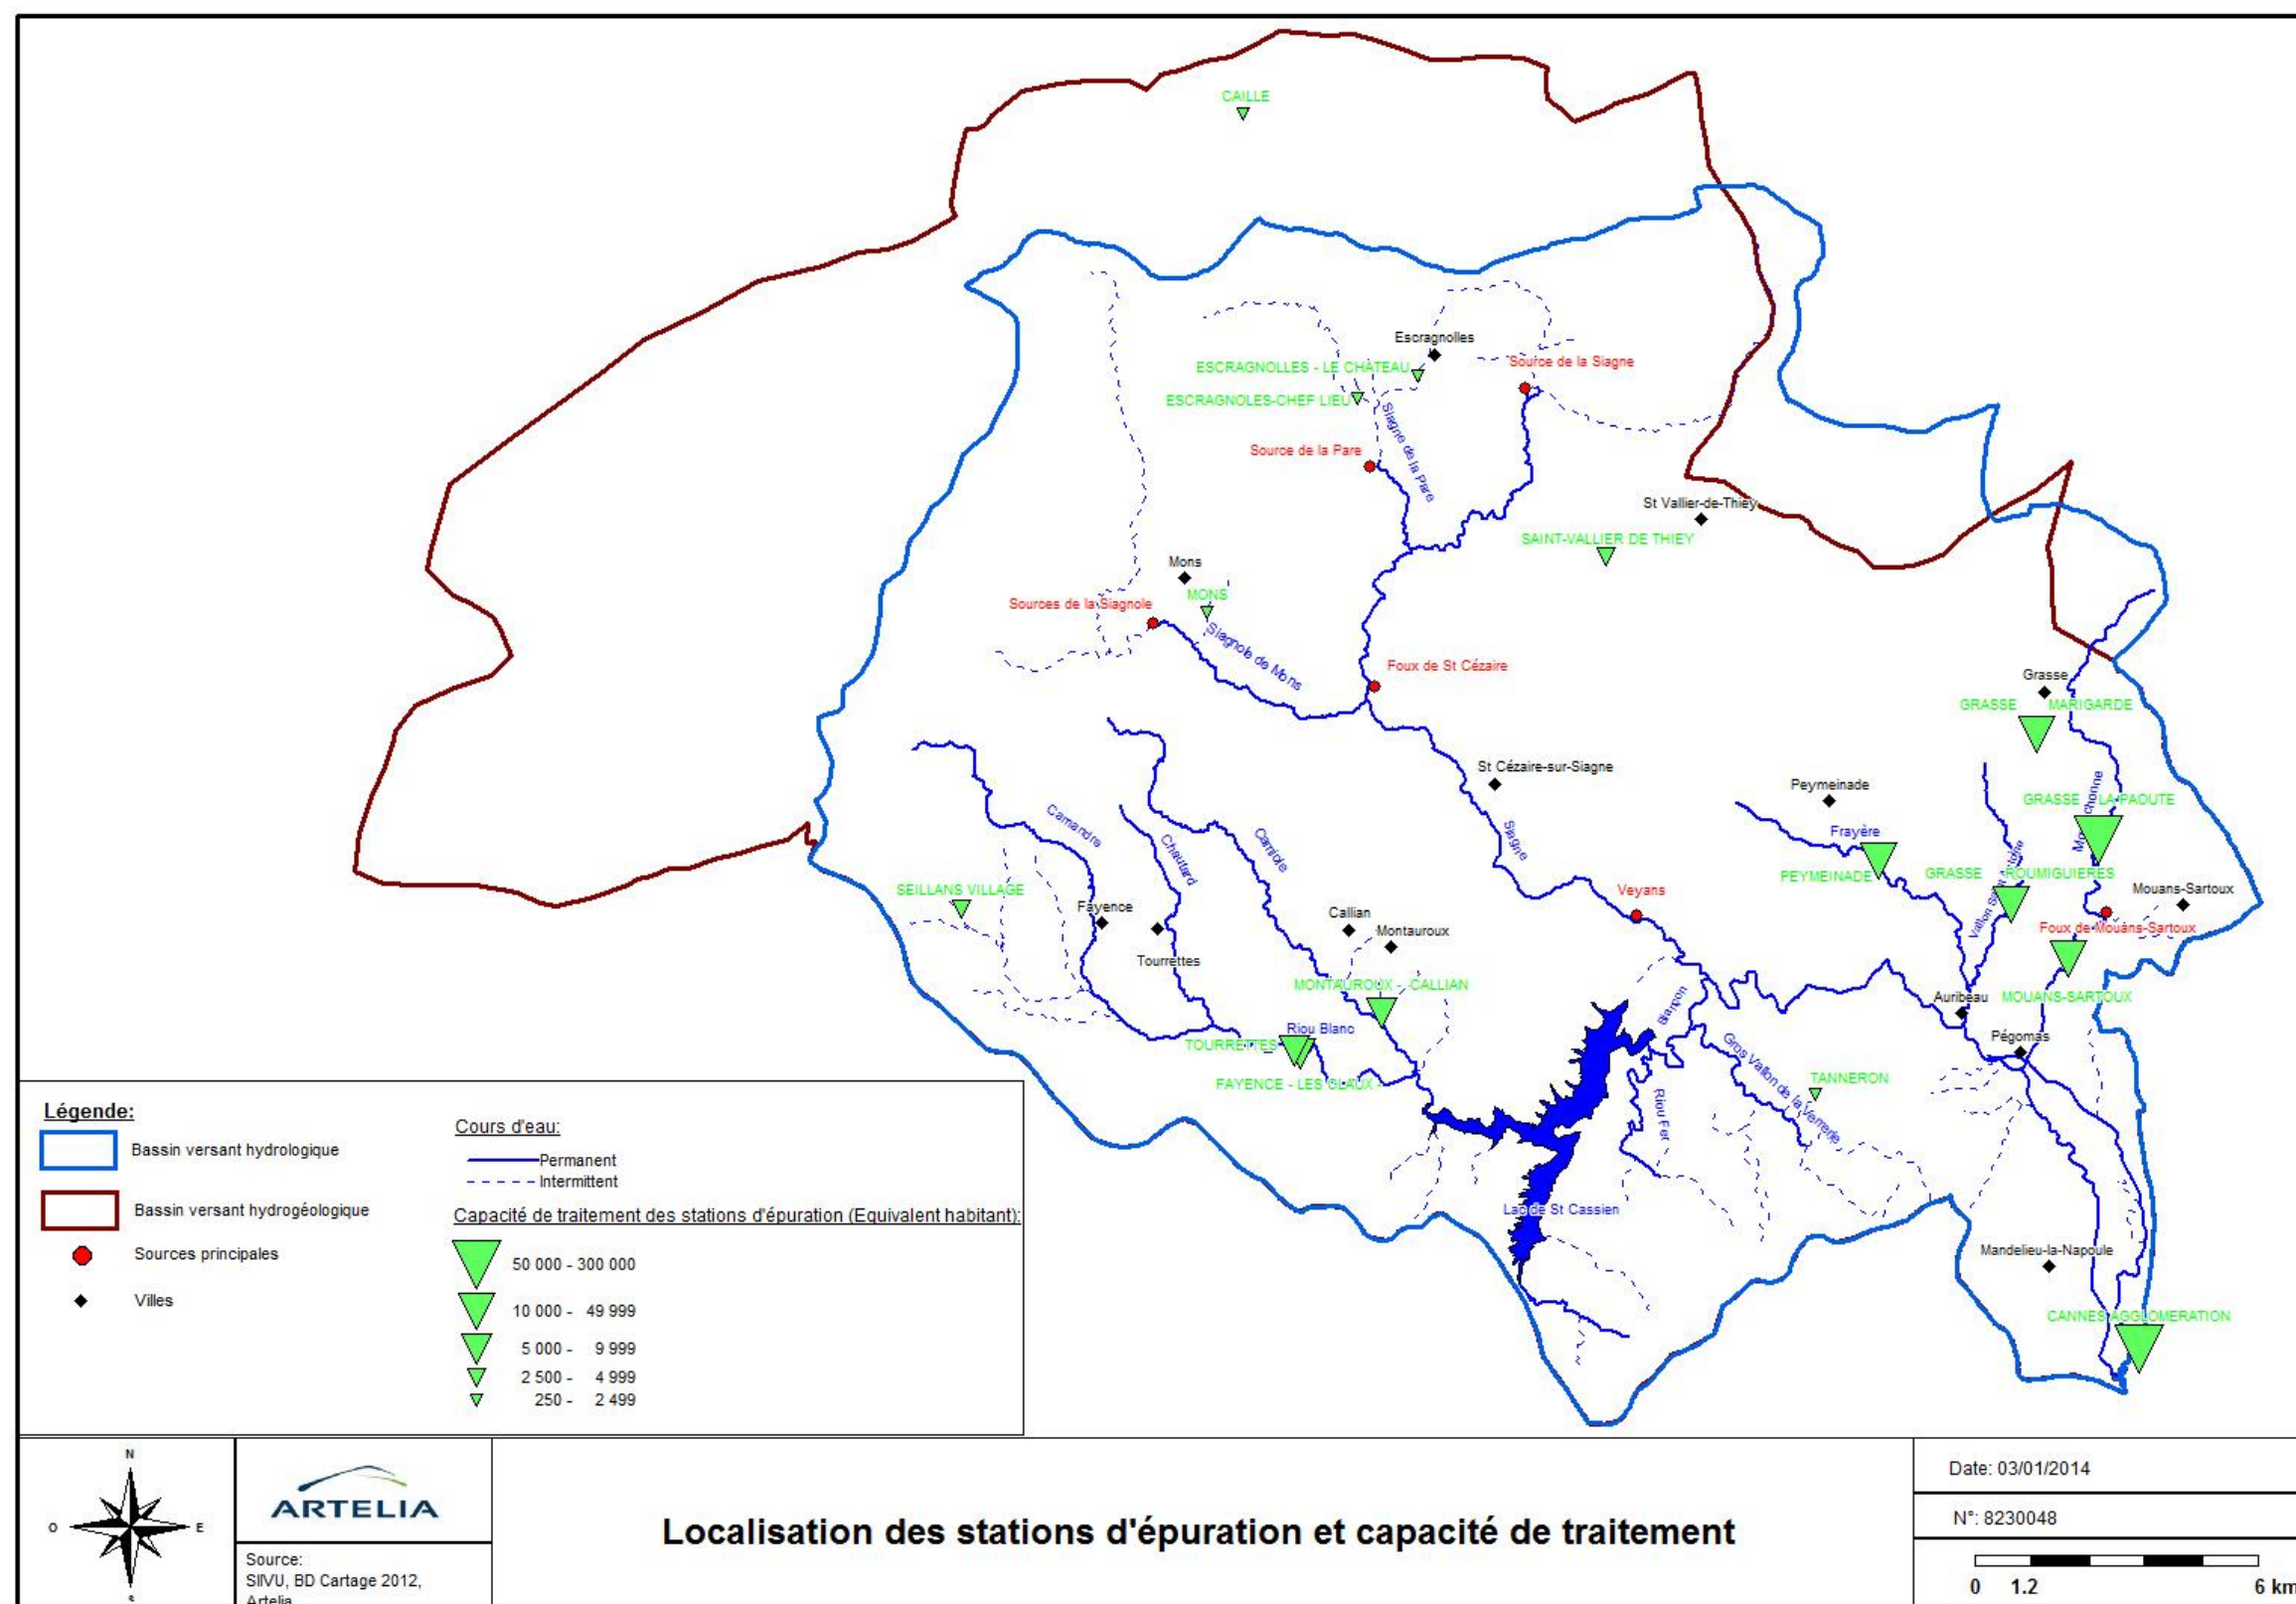 CAILLE
Escragnolles
ESCRAGNOLLES - LE CHÂTEAU
Source de la Siagne
ESCRAGNOLES-CHEF LIEU
Siagne de la Pare
Source de la Pare
St Vallier-de-Thiey
SAINT-VALLIER DE THIEY
Mons
MONS
Sources de la Siagnole
Siagnole de Mons
Foux de St Cézaire
Grasse
GRASSE MARIGARDE
St Cézaire-sur-Siagne
Peymeinade
GRASSE LA PAOUTE
Camandre
Chautard
Camiole
Siagne
Frayère
PEYMEINADE
GRASSE ROUMIGUIERES
SEILLANS VILLAGE
Veyans
Mouans-Sartoux
Fayence
Callian
Foux de Mouans-Sartoux
Montauroux
Tourrettes
MONTAUROUX - CALLIAN
Biançon
Auribeau
MOUANS-SARTOUX
Riou Blanc
TOURRETTES
Pégomas
FAYENCE - LES CLAUX -
Gros Vallon de la Verrerie
TANNERON
Riou Fer
Lac de St Cassien
Mandelieu-la-Napoule
CANNES AGGLOMERATION
Légende:
Bassin versant hydrologique
Bassin versant hydrogéologique
Sources principales
Villes
Cours d'eau:
Permanent
Intermittent
Capacité de traitement des stations d'épuration (Equivalent habitant):
50 000 - 300 000
10 000 - 49 999
5 000 - 9 999
2 500 - 4 999
250 - 2 499
N
O
E
S
ARTELIA
Source:
SIIVU, BD Cartage 2012,
Artelia
Localisation des stations d'épuration et capacité de traitement
Date: 03/01/2014
N°: 8230048
0 1.2 6 km